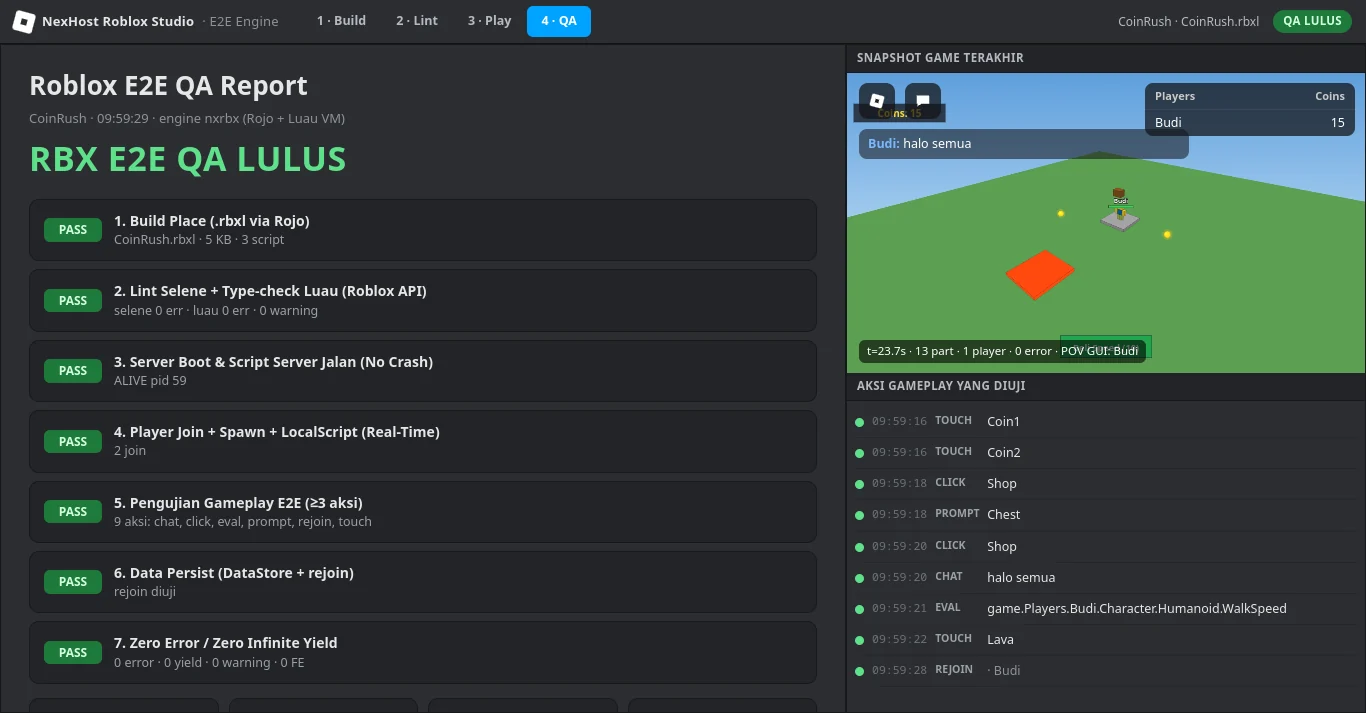 NexHost Roblox Studio · E2E Engine
1 · Build
2 · Lint
3 · Play
4 · QA
CoinRush · CoinRush.rbxl
QA LULUS
Roblox E2E QA Report
CoinRush · 09:59:29 · engine nxrbx (Rojo + Luau VM)
RBX E2E QA LULUS
PASS
1. Build Place (.rbxl via Rojo)
CoinRush.rbxl · 5 KB · 3 script
PASS
2. Lint Selene + Type-check Luau (Roblox API)
selene 0 err · luau 0 err · 0 warning
PASS
3. Server Boot & Script Server Jalan (No Crash)
ALIVE pid 59
PASS
4. Player Join + Spawn + LocalScript (Real-Time)
2 join
PASS
5. Pengujian Gameplay E2E (≥3 aksi)
9 aksi: chat, click, eval, prompt, rejoin, touch
PASS
6. Data Persist (DataStore + rejoin)
rejoin diuji
PASS
7. Zero Error / Zero Infinite Yield
0 error · 0 yield · 0 warning · 0 FE
SNAPSHOT GAME TERAKHIR
Coins: 15
Players Coins
Budi 15
Budi: halo semua
Budi
t=23.7s · 13 part · 1 player · 0 error · POV GUI: Budi
AKSI GAMEPLAY YANG DIUJI
09:59:16 TOUCH Coin1
09:59:16 TOUCH Coin2
09:59:18 CLICK Shop
09:59:18 PROMPT Chest
09:59:20 CLICK Shop
09:59:20 CHAT halo semua
09:59:21 EVAL game.Players.Budi.Character.Humanoid.WalkSpeed
09:59:22 TOUCH Lava
09:59:28 REJOIN · Budi